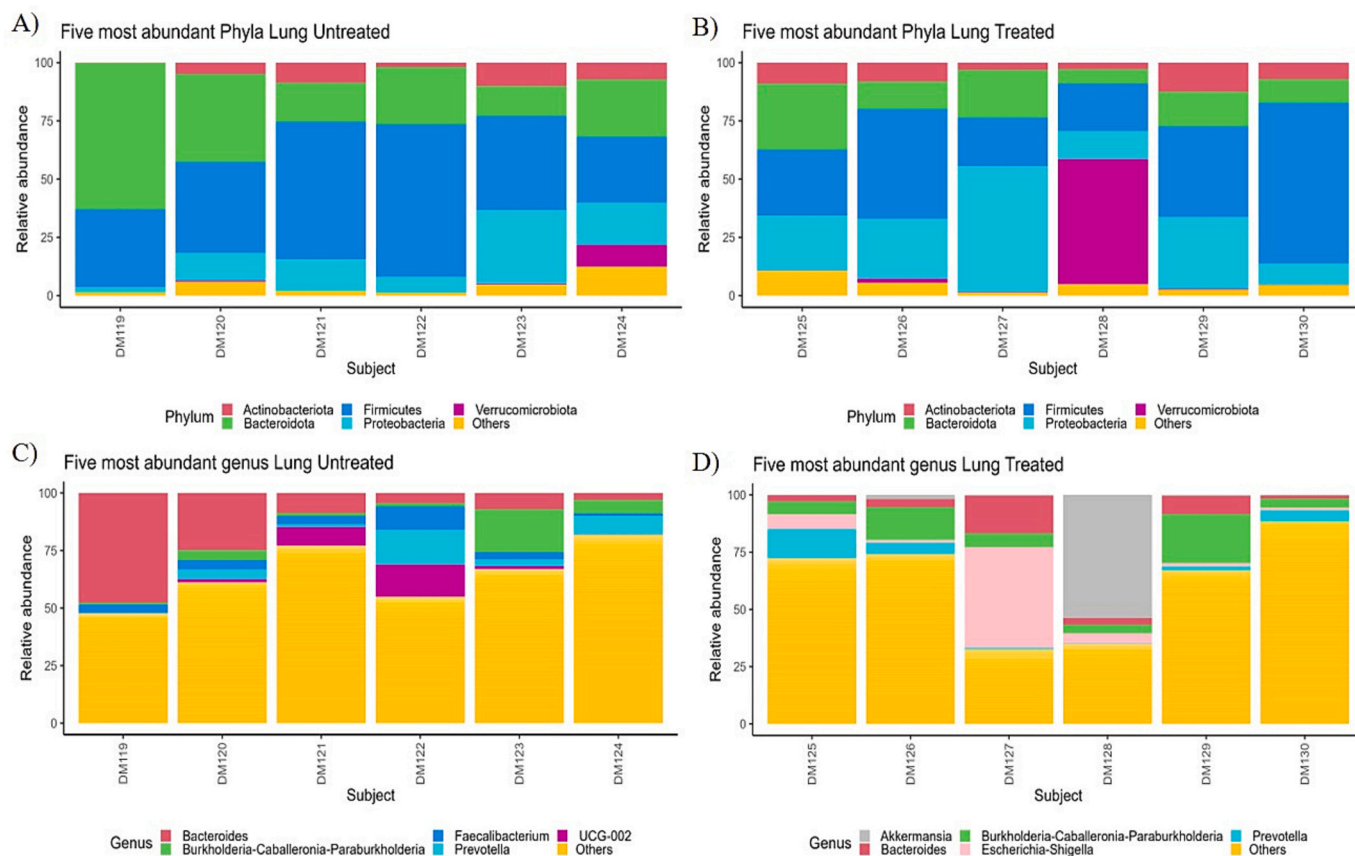 A)
Five most abundant Phyla Lung Untreated
Relative abundance
100
75
50
25
0
DM119
DM120
DM121
DM122
DM123
DM124
Subject
Phylum
Actinobacteriota
Firmicutes
Verrucomicrobiota
Bacteroidota
Proteobacteria
Others
B)
Five most abundant Phyla Lung Treated
Relative abundance
100
75
50
25
0
DM125
DM126
DM127
DM128
DM129
DM130
Subject
Phylum
Actinobacteriota
Firmicutes
Verrucomicrobiota
Bacteroidota
Proteobacteria
Others
C)
Five most abundant genus Lung Untreated
Relative abundance
100
75
50
25
0
DM119
DM120
DM121
DM122
DM123
DM124
Subject
Genus
Bacteroides
Faecalibacterium
UCG-002
Burkholderia-Caballeronia-Paraburkholderia
Prevotella
Others
D)
Five most abundant genus Lung Treated
Relative abundance
100
75
50
25
0
DM125
DM126
DM127
DM128
DM129
DM130
Subject
Genus
Akkermansia
Burkholderia-Caballeronia-Paraburkholderia
Prevotella
Bacteroides
Escherichia-Shigella
Others